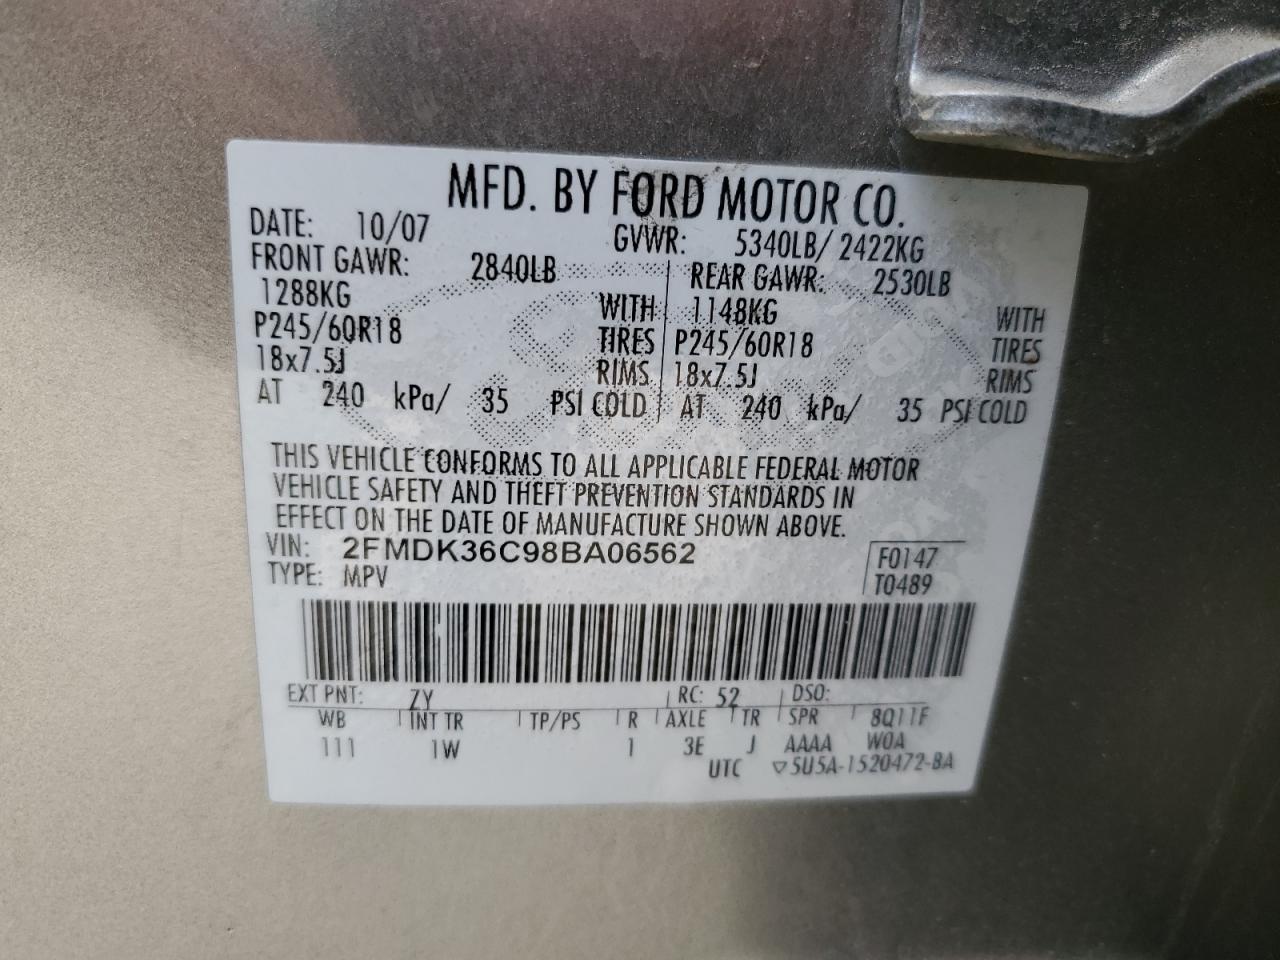 MFD. BY FORD MOTOR CO.
DATE: 10/07 GVWR: 5340LB/ 2422KG
FRONT GAWR: 2840LB REAR GAWR: 2530LB
1288KG WITH 1148KG WITH
P245/60R18 TIRES P245/60R18 TIRES
18x7.5J RIMS 18x7.5J RIMS
AT 240 kPa/ 35 PSI COLD AT 240 kPa/ 35 PSI COLD
THIS VEHICLE CONFORMS TO ALL APPLICABLE FEDERAL MOTOR
VEHICLE SAFETY AND THEFT PREVENTION STANDARDS IN
EFFECT ON THE DATE OF MANUFACTURE SHOWN ABOVE.
VIN: 2FMDK36C98BA06562 F0147
TYPE: MPV T0489
EXT PNT: ZY RC: 52 DSO:
WB INT TR TP/PS R AXLE TR SPR 8Q11F
111 1W 1 3E J AAAA WOA
UTC ▽5U5A-1520472-BA